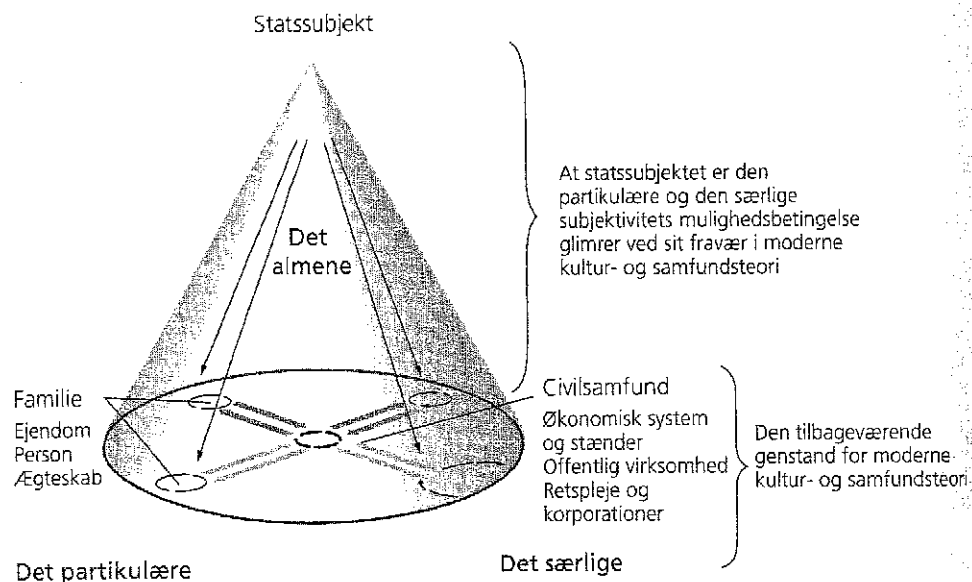 Statssubjekt
Det
almene
At statssubjektet er den
partikulære og den særlige
subjektivitets mulighedsbetingelse
glimrer ved sit fravær i moderne
kultur- og samfundsteori
Familie
Ejendom
Person
Ægteskab
Civilsamfund
Økonomisk system
og stænder
Offentlig virksomhed
Retspleje og
korporationer
Den tilbageværende
genstand for moderne
kultur- og samfundsteori
Det partikulære
Det særlige